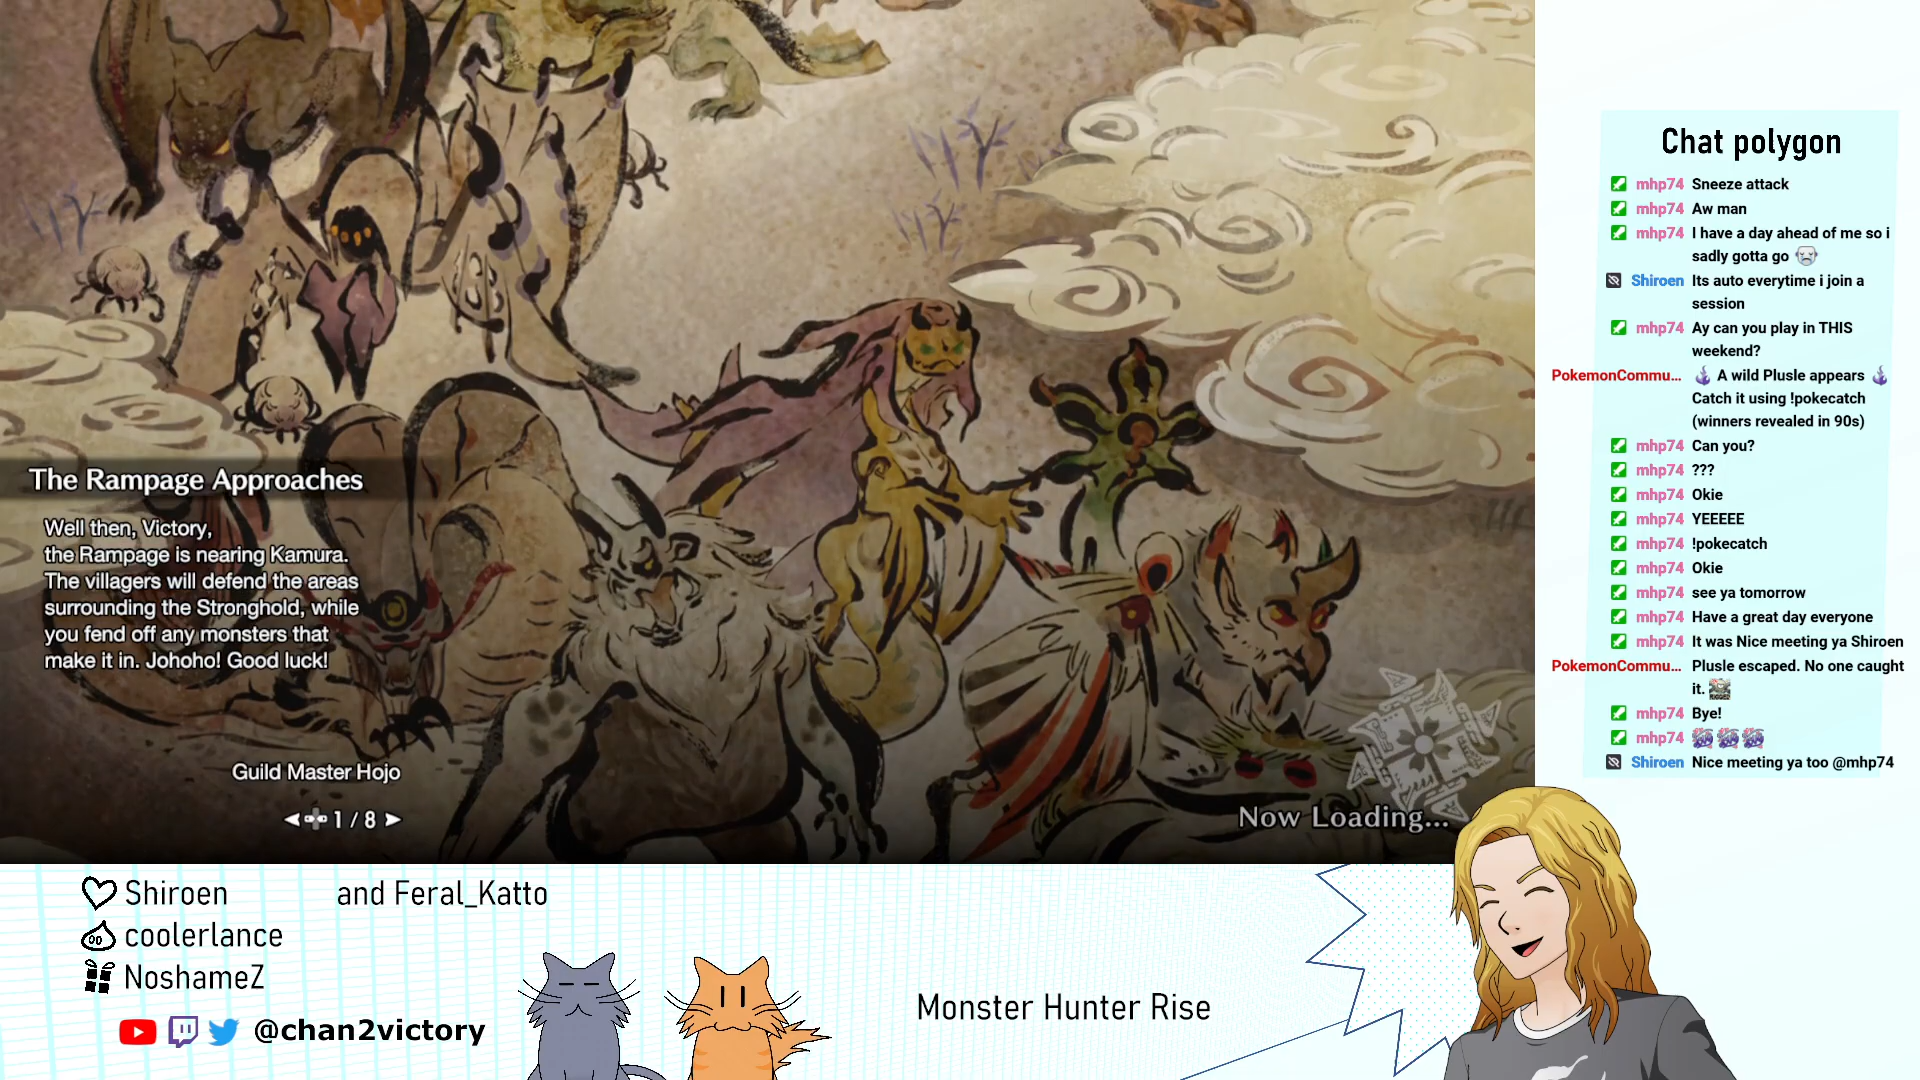 The Rampage Approaches
Well then, Victory,
the Rampage is nearing Kamura.
The villagers will defend the areas
surrounding the Stronghold, while
you fend off any monsters that
make it in. Johoho! Good luck!
Guild Master Hojo
1 / 8
Now Loading...
Chat polygon
mhp74 Sneeze attack
mhp74 Aw man
mhp74 I have a day ahead of me so i
sadly gotta go
Shiroen Its auto everytime i join a
session
mhp74 Ay can you play in THIS
weekend?
PokemonCommu... A wild Plusle appears
Catch it using !pokecatch
(winners revealed in 90s)
mhp74 Can you?
mhp74 ???
mhp74 Okie
mhp74 YEEEEE
mhp74 !pokecatch
mhp74 Okie
mhp74 see ya tomorrow
mhp74 Have a great day everyone
mhp74 It was Nice meeting ya Shiroen
PokemonCommu... Plusle escaped. No one caught
it.
mhp74 Bye!
mhp74
Shiroen Nice meeting ya too @mhp74
Shiroen and Feral_Katto
coolerlance
NoshameZ
@chan2victory
Monster Hunter Rise